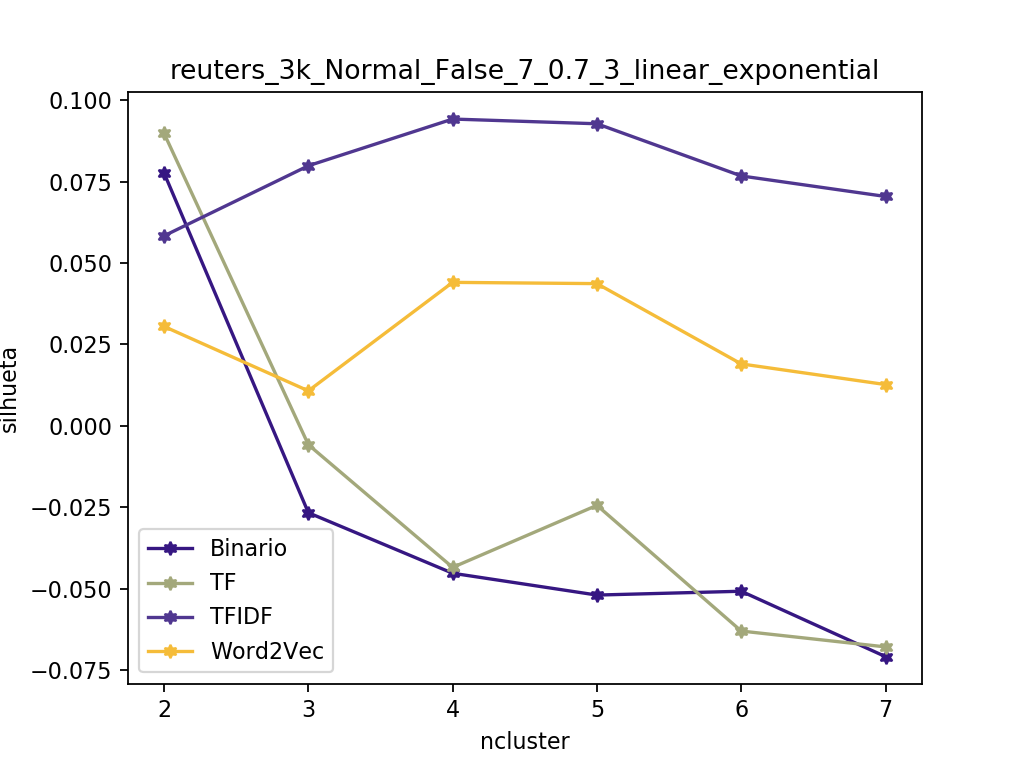 reuters_3k_Normal_False_7_0.7_3_linear_exponential
0.100
0.075
0.050
0.025
0.000
−0.025
−0.050
−0.075
silhueta
Binario
TF
TFIDF
Word2Vec
2 3 4 5 6 7
ncluster